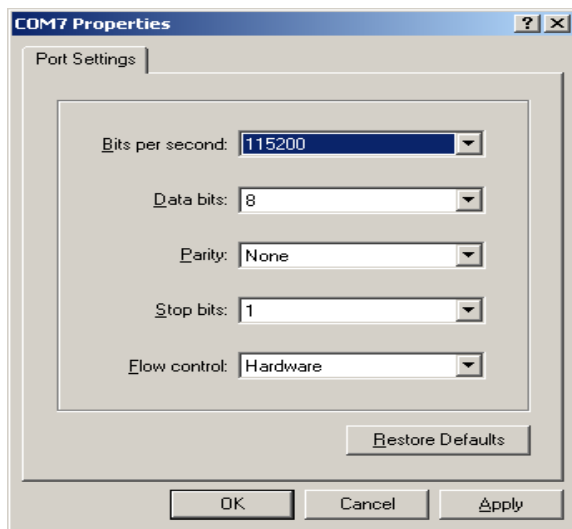 COM7 Properties
Port Settings
Bits per second: 115200
Data bits: 8
Parity: None
Stop bits: 1
Flow control: Hardware
Restore Defaults
OK Cancel Apply